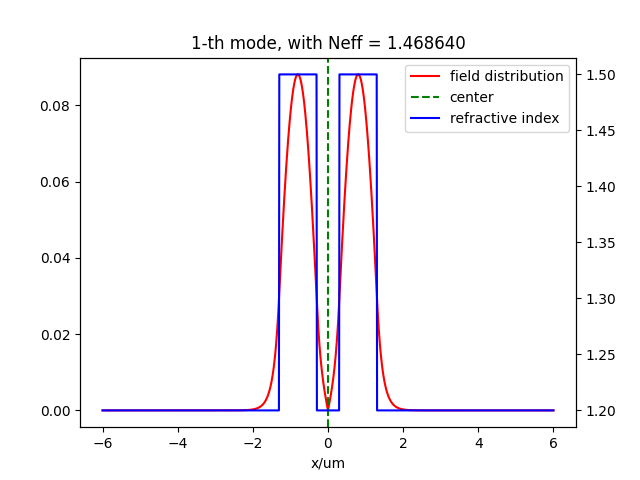 1-th mode, with Neff = 1.468640
field distribution
center
refractive index
0.08
0.06
0.04
0.02
0.00
1.50
1.45
1.40
1.35
1.30
1.25
1.20
−6 −4 −2 0 2 4 6
x/um